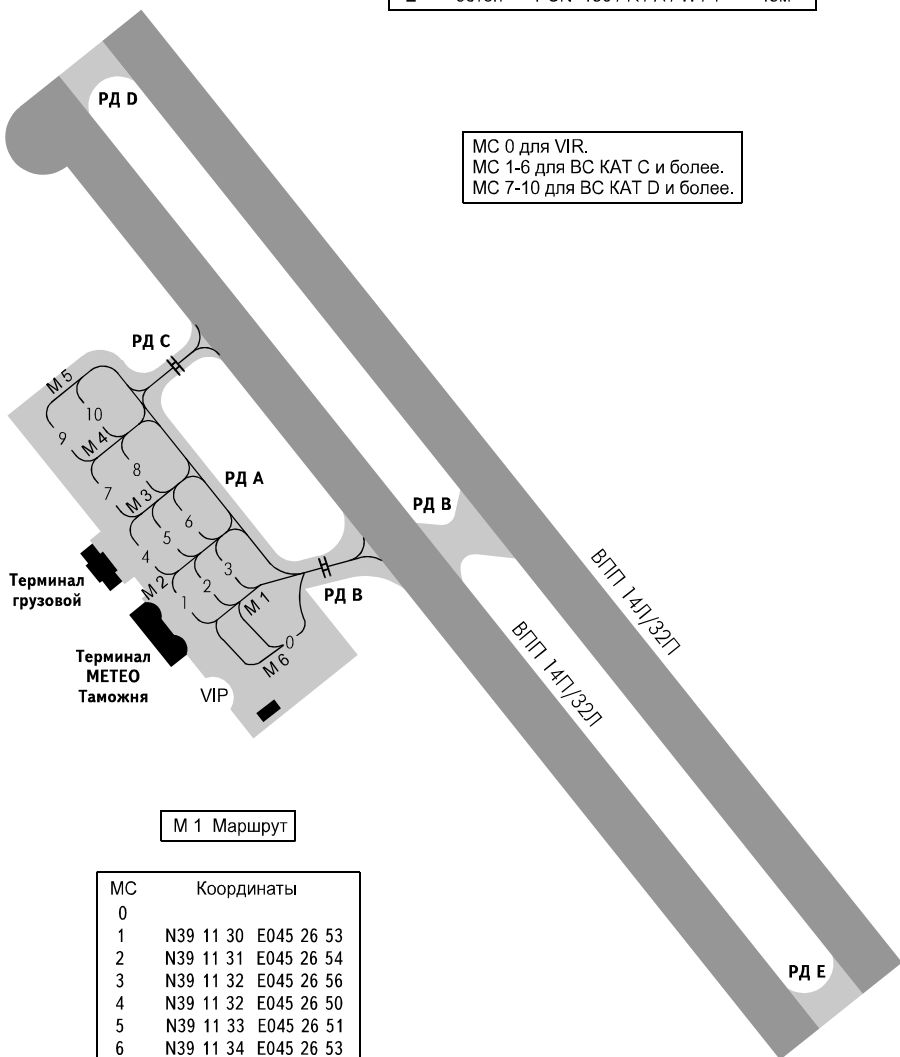 РД D
МС 0 для VIR.
МС 1-6 для ВС КАТ С и более.
МС 7-10 для ВС КАТ D и более.
РД C
М 5
10
9
М 4
8
7
М 3
РД A
6
5
4
РД B
М 2
3
2
1
М 1
РД B
0
М 6
Терминал
грузовой
Терминал
МЕТЕО
Таможня
VIP
ВПП 14Л/32П
ВПП 14П/32Л
М 1 Маршрут
МС Координаты
0
1 N39 11 30 E045 26 53
2 N39 11 31 E045 26 54
3 N39 11 32 E045 26 56
4 N39 11 32 E045 26 50
5 N39 11 33 E045 26 51
6 N39 11 34 E045 26 53
РД E